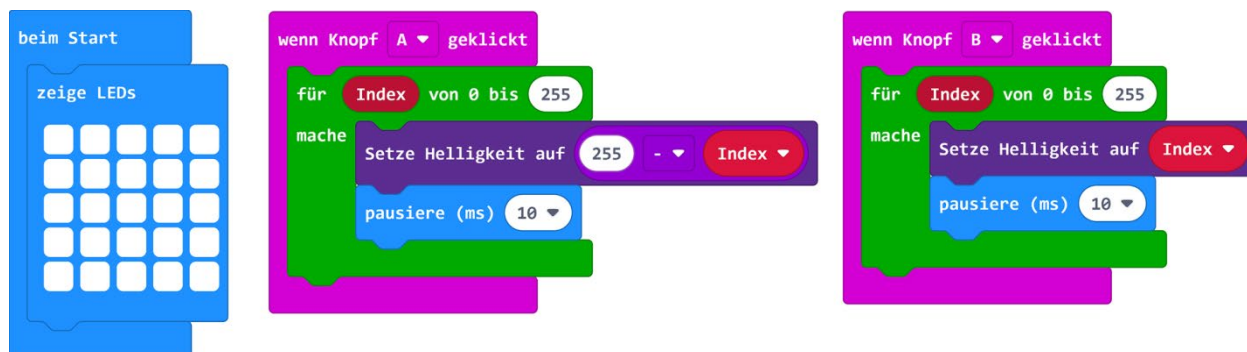 beim Start
zeige LEDs
wenn Knopf A geklickt
für Index von 0 bis 255
mache
Setze Helligkeit auf 255 - Index
pausiere (ms) 10
wenn Knopf B geklickt
für Index von 0 bis 255
mache
Setze Helligkeit auf Index
pausiere (ms) 10